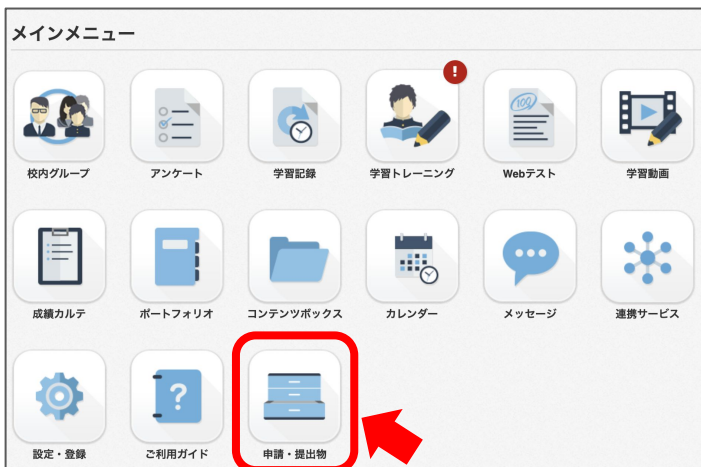 メインメニュー
校内グループ
アンケート
学習記録
学習トレーニング
Webテスト
学習動画
成績カルテ
ポートフォリオ
コンテンツボックス
カレンダー
メッセージ
連携サービス
設定・登録
ご利用ガイド
申請・提出物
!
100
?